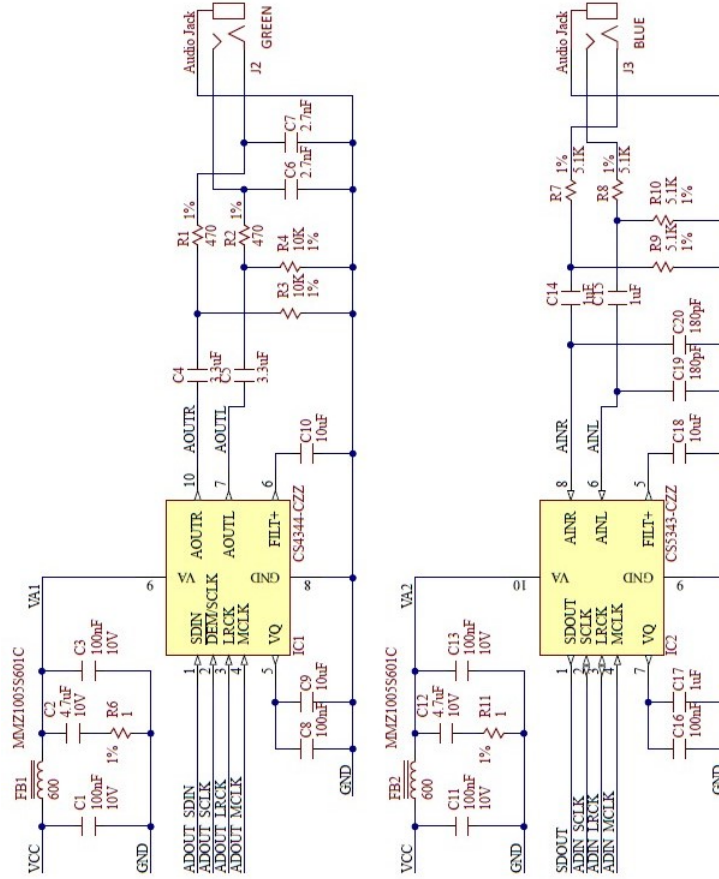 Audio Jack
GREEN
J2
C7
2.7nF
C6
2.7nF
R1
1%
470
R2
1%
470
R4
10K
1%
R3
10K
1%
C4
3.3uF
C5
3.3uF
AOUTR
AOUTL
C10
10uF
10
7
6
CS4344-CZZ
AOUTR
AOUTL
FILT+
VA1
9
VA
GND
8
SDIN
DEM/SCLK
LRCK
MCLK
VQ
IC1
1
2
3
4
5
MMZ1005S601C
FB1
600
C3
100nF
10V
C2
4.7uF
10V
R6
1
1%
C1
100nF
10V
VCC
GND
C9
10uF
C8
100nF
ADOUT SDIN
ADOUT SCLK
ADOUT LRCK
ADOUT MCLK
GND
Audio Jack
BLUE
J3
R7
1%
5.1K
R8
1%
5.1K
R10
5.1K
1%
R9
5.1K
1%
C14
1uF
C15
1uF
C20
180pF
C19
180pF
AINR
AINL
C18
10uF
8
6
5
CS5343-CZZ
AINR
AINL
FILT+
VA2
10
VA
GND
9
SDOUT
SCLK
LRCK
MCLK
VQ
IC2
1
4
7
MMZ1005S601C
FB2
600
C13
100nF
10V
C12
4.7uF
10V
R11
1
1%
C11
100nF
10V
VCC
GND
C17
1uF
C16
100nF
SDOUT
ADIN SCLK
ADIN LRCK
ADIN MCLK
GND